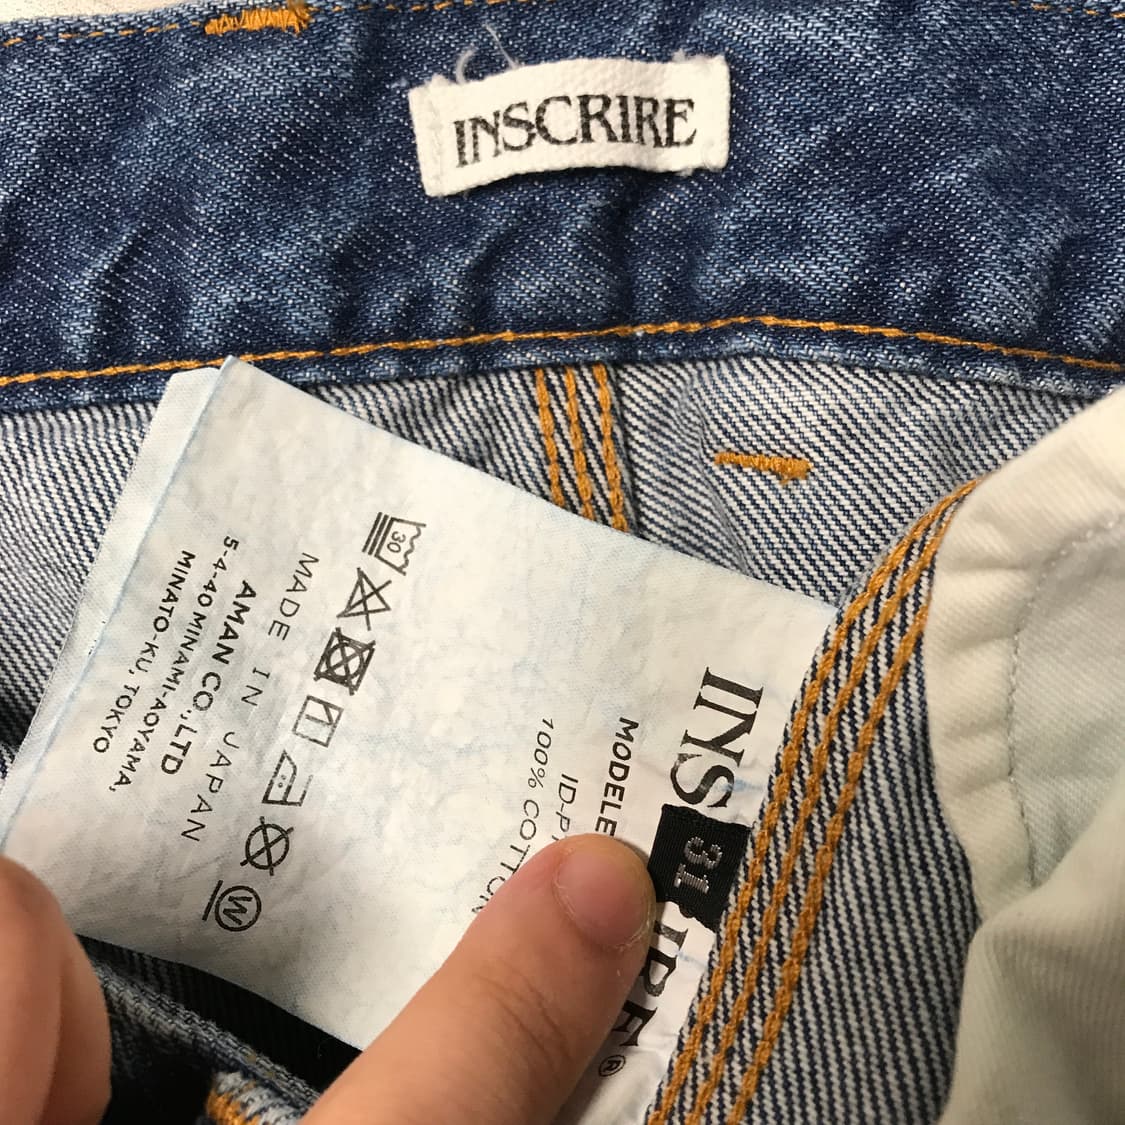 INSCRIRE
INS
31
®
MODELE
100% COTTON
30
W
MADE IN JAPAN
AMAN CO.,LTD
5-4-40 MINAMI-AOYAMA,
MINATO-KU, TOKYO